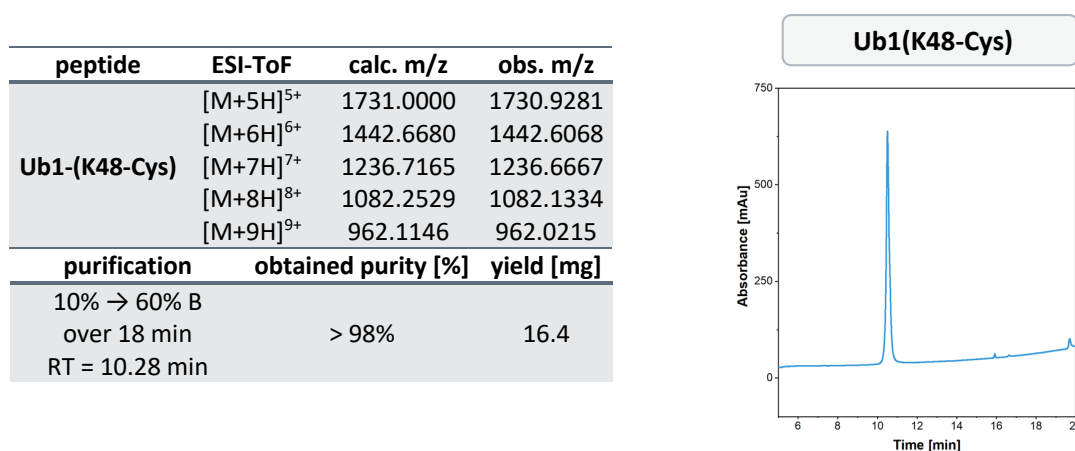 peptide ESI-ToF calc. m/z obs. m/z
Ub1-(K48-Cys)
[M+5H]⁵⁺ 1731.0000 1730.9281
[M+6H]⁶⁺ 1442.6680 1442.6068
[M+7H]⁷⁺ 1236.7165 1236.6667
[M+8H]⁸⁺ 1082.2529 1082.1334
[M+9H]⁹⁺ 962.1146 962.0215
purification obtained purity [%] yield [mg]
10% → 60% B
over 18 min > 98% 16.4
RT = 10.28 min
Ub1(K48-Cys)
Absorbance [mAu]
750
500
250
0
6 8 10 12 14 16 18 2
Time [min]